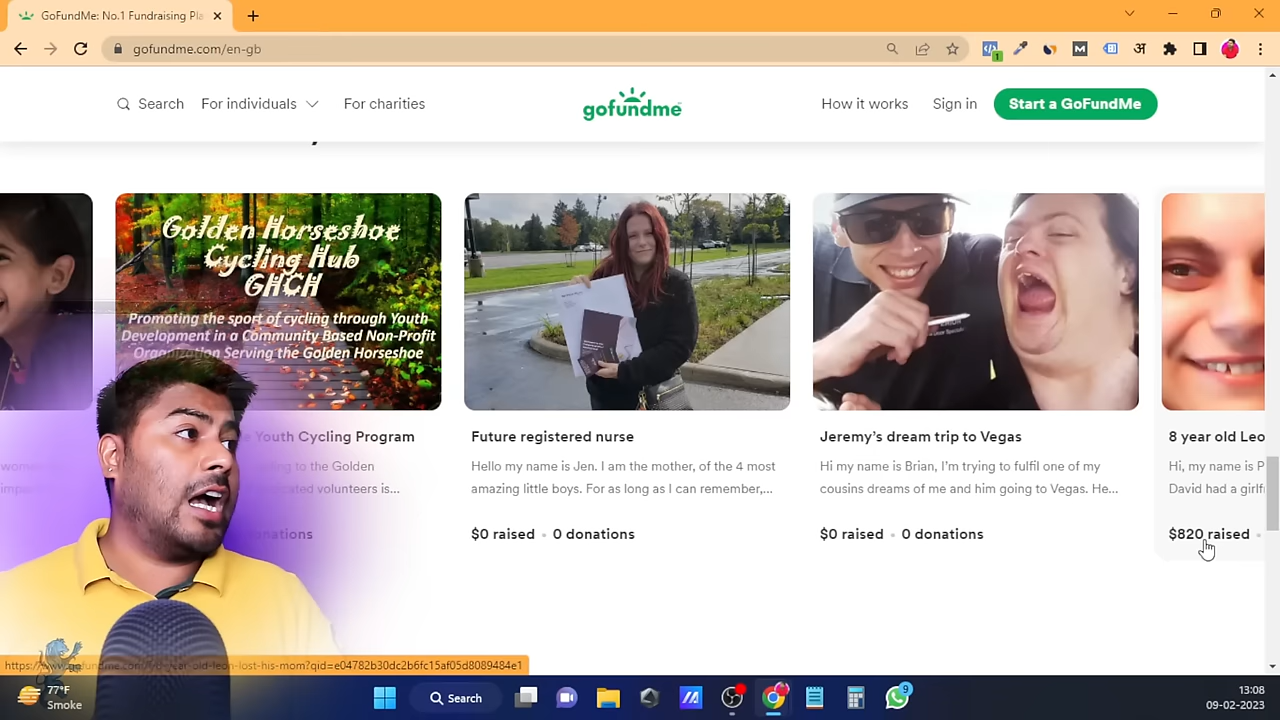 GoFundMe: No.1 Fundraising Pla
gofundme.com/en-gb
Search
For individuals
For charities
gofundme
How it works
Sign in
Start a GoFundMe
Golden Horseshoe
Cycling Hub
GHCH
Promoting the sport of cycling through Youth
Development in a Community Based Non-Profit
Organization Serving the Golden Horseshoe
Youth Cycling Program
ing to the Golden
cated volunteers is...
nations
Future registered nurse
Hello my name is Jen. I am the mother, of the 4 most
amazing little boys. For as long as I can remember,...
$0 raised • 0 donations
Jeremy’s dream trip to Vegas
Hi my name is Brian, I’m trying to fulfil one of my
cousins dreams of me and him going to Vegas. He...
$0 raised • 0 donations
8 year old Leo
Hi, my name is P
David had a girlf
$820 raised
77°F
Smoke
Search
9
13:08
09-02-2023